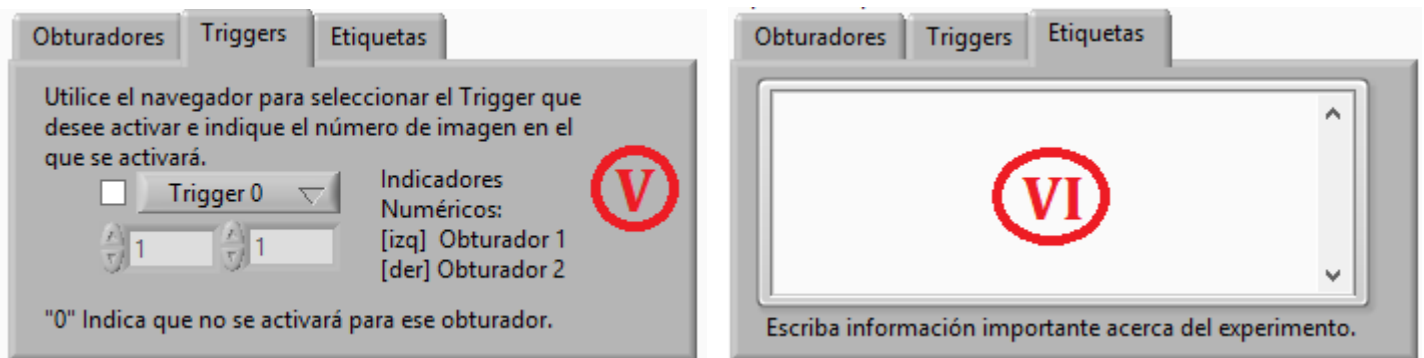 Obturadores Triggers Etiquetas
Utilice el navegador para seleccionar el Trigger que
desee activar e indique el número de imagen en el
que se activará.
Trigger 0
1 1
Indicadores
Numéricos:
[izq] Obturador 1
[der] Obturador 2
V
"0" Indica que no se activará para ese obturador.
Obturadores Triggers Etiquetas
VI
Escriba información importante acerca del experimento.